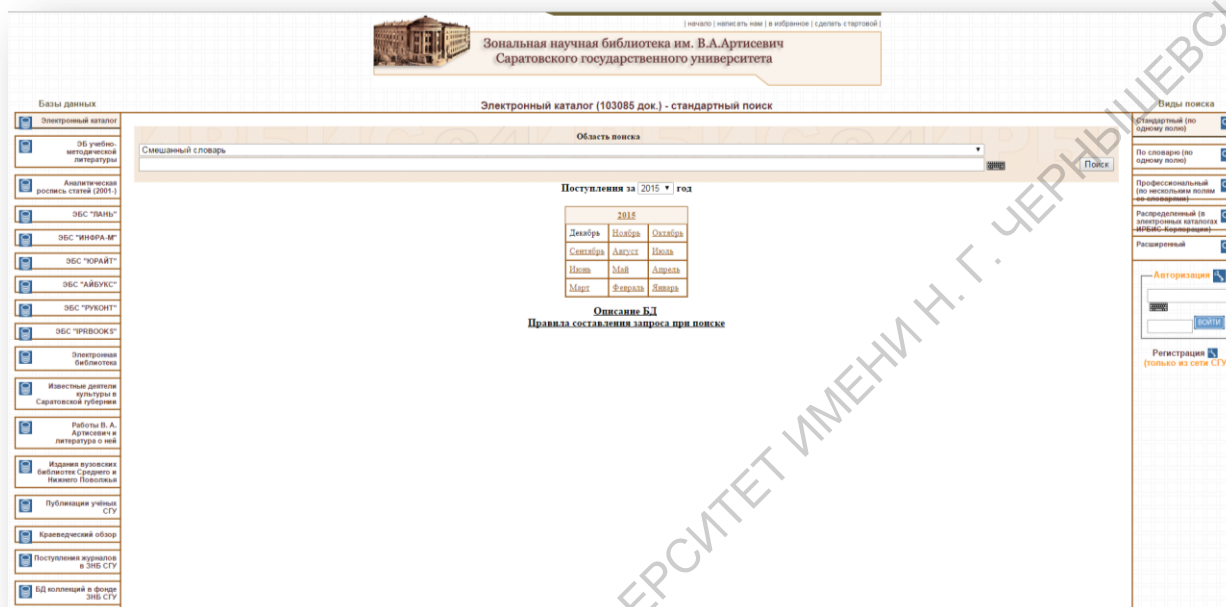 | начало | написать нам | в избранное | сделать стартовой |
Зональная научная библиотека им. В.А.Артисевич
Саратовского государственного университета
Базы данных
Электронный каталог (103085 док.) - стандартный поиск
Виды поиска
Электронный каталог
ЭБ учебно-
методической
литературы
Аналитическая
роспись статей (2001-)
ЭБС "ЛАНЬ"
ЭБС "ИНФРА-М"
ЭБС "ЮРАЙТ"
ЭБС "АЙБУКС"
ЭБС "РУКОНТ"
ЭБС "IPRBOOKS"
Электронная
библиотека
Известные деятели
культуры в
Саратовской губернии
Работы В. А.
Артисевич и
литература о ней
Издания вузовских
библиотек Среднего и
Нижнего Поволжья
Публикации учёных
СГУ
Краеведческий обзор
Поступления журналов
в ЗНБ СГУ
БД коллекций в фонде
ЗНБ СГУ
Область поиска
Смешанный словарь
Поиск
Поступления за 2015 год
2015
Декабрь Ноябрь Октябрь
Сентябрь Август Июль
Июнь Май Апрель
Март Февраль Январь
Описание БД
Правила составления запроса при поиске
Стандартный (по
одному полю)
По словарю (по
одному полю)
Профессиональный
(по нескольким полям
со словарями)
Распределенный (в
электронных каталогах
ИРБИС-Корпорации)
Расширенный
Авторизация
ВОЙТИ
Регистрация
(только из сети СГУ
ЕРСИТЕТ ИМЕНИ Н. Г. ЧЕРНЫШЕВС